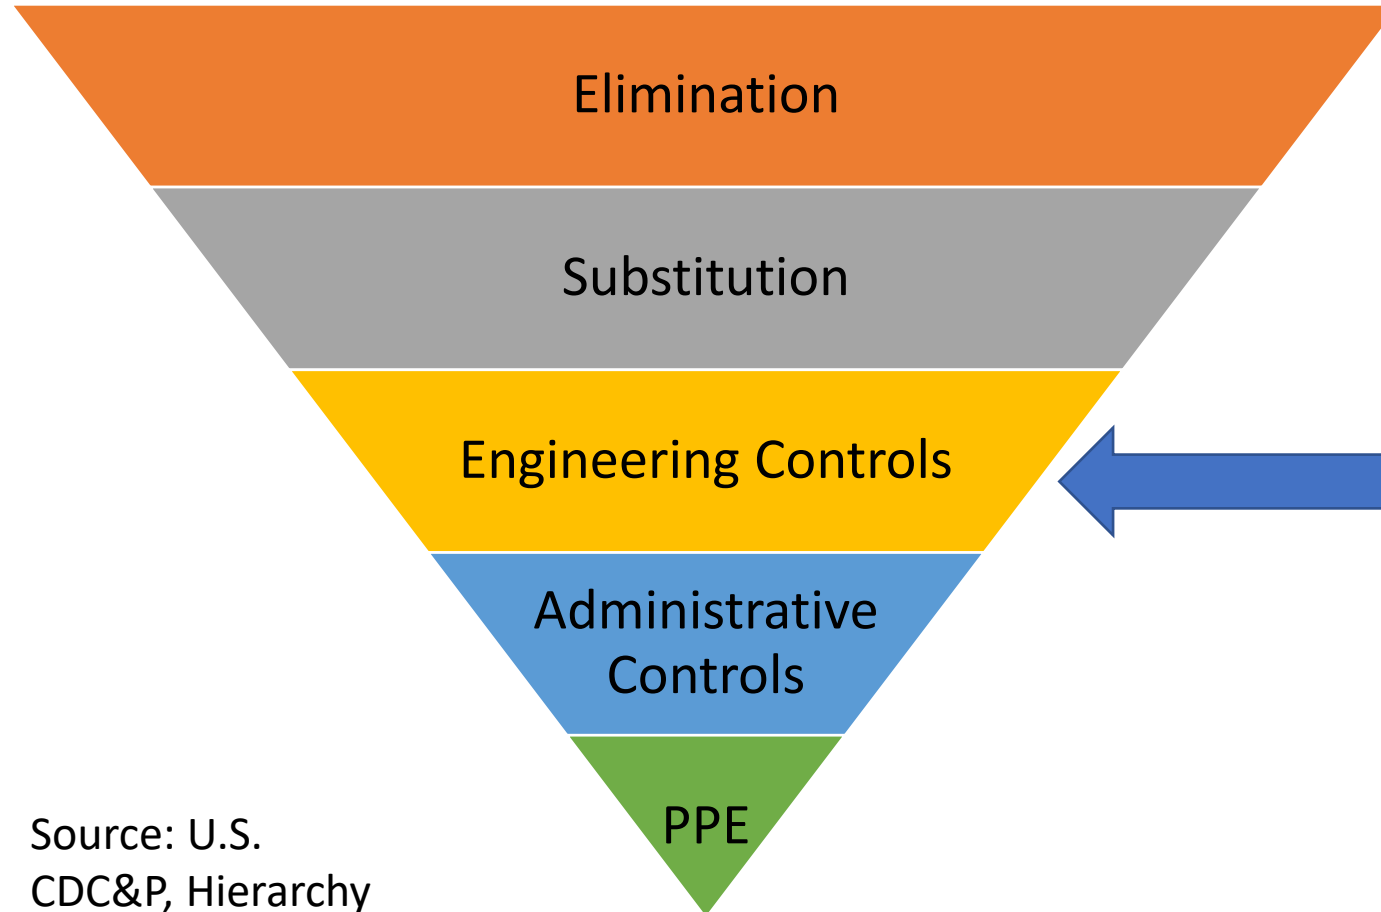 Elimination
Substitution
Engineering Controls
Administrative
Controls
PPE
Source: U.S.
CDC&P, Hierarchy